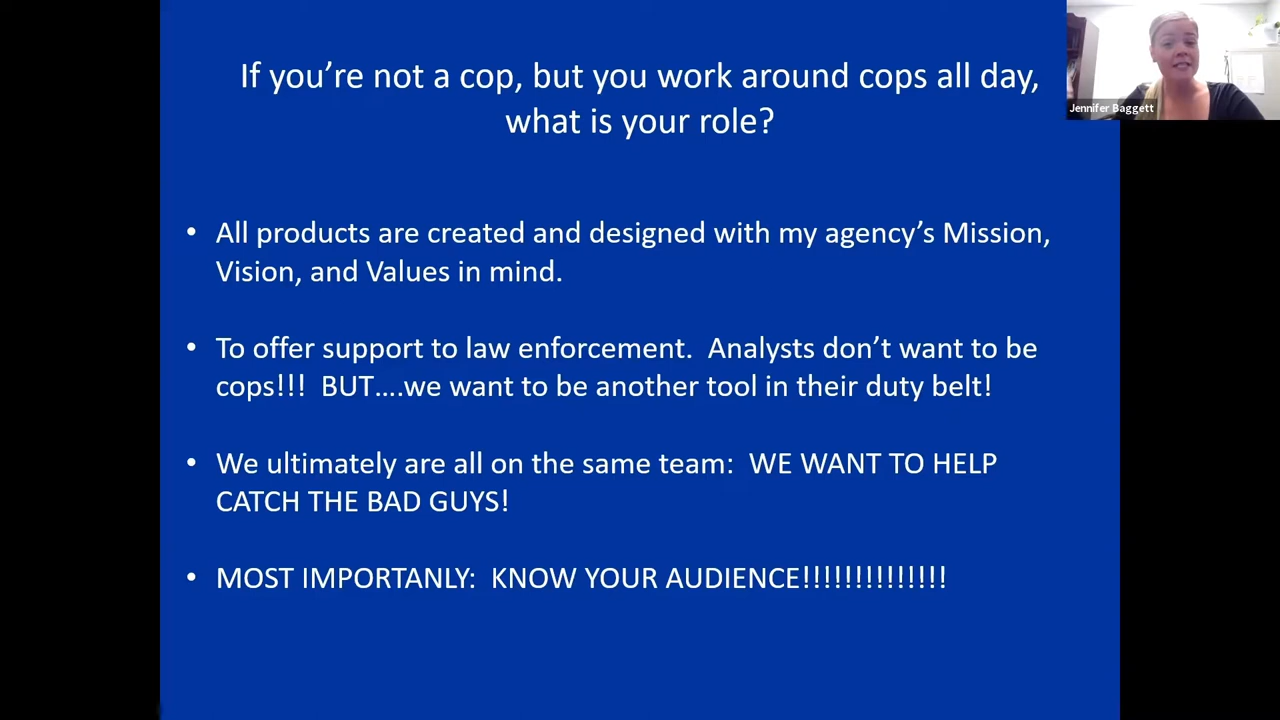 If you’re not a cop, but you work around cops all day,
what is your role?
Jennifer Baggett
• All products are created and designed with my agency’s Mission,
Vision, and Values in mind.
• To offer support to law enforcement.  Analysts don’t want to be
cops!!!  BUT….we want to be another tool in their duty belt!
• We ultimately are all on the same team:  WE WANT TO HELP
CATCH THE BAD GUYS!
• MOST IMPORTANLY:  KNOW YOUR AUDIENCE!!!!!!!!!!!!!!